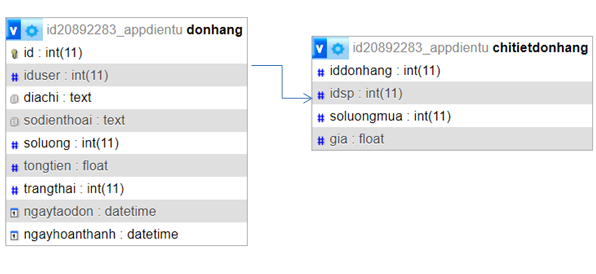 id20892283_appdientu donhang
id : int(11)
iduser : int(11)
diachi : text
sodienthoai : text
soluong : int(11)
tongtien : float
trangthai : int(11)
ngaytaodon : datetime
ngayhoanthanh : datetime
id20892283_appdientu chitietdonhang
iddonhang : int(11)
idsp : int(11)
soluongmua : int(11)
gia : float